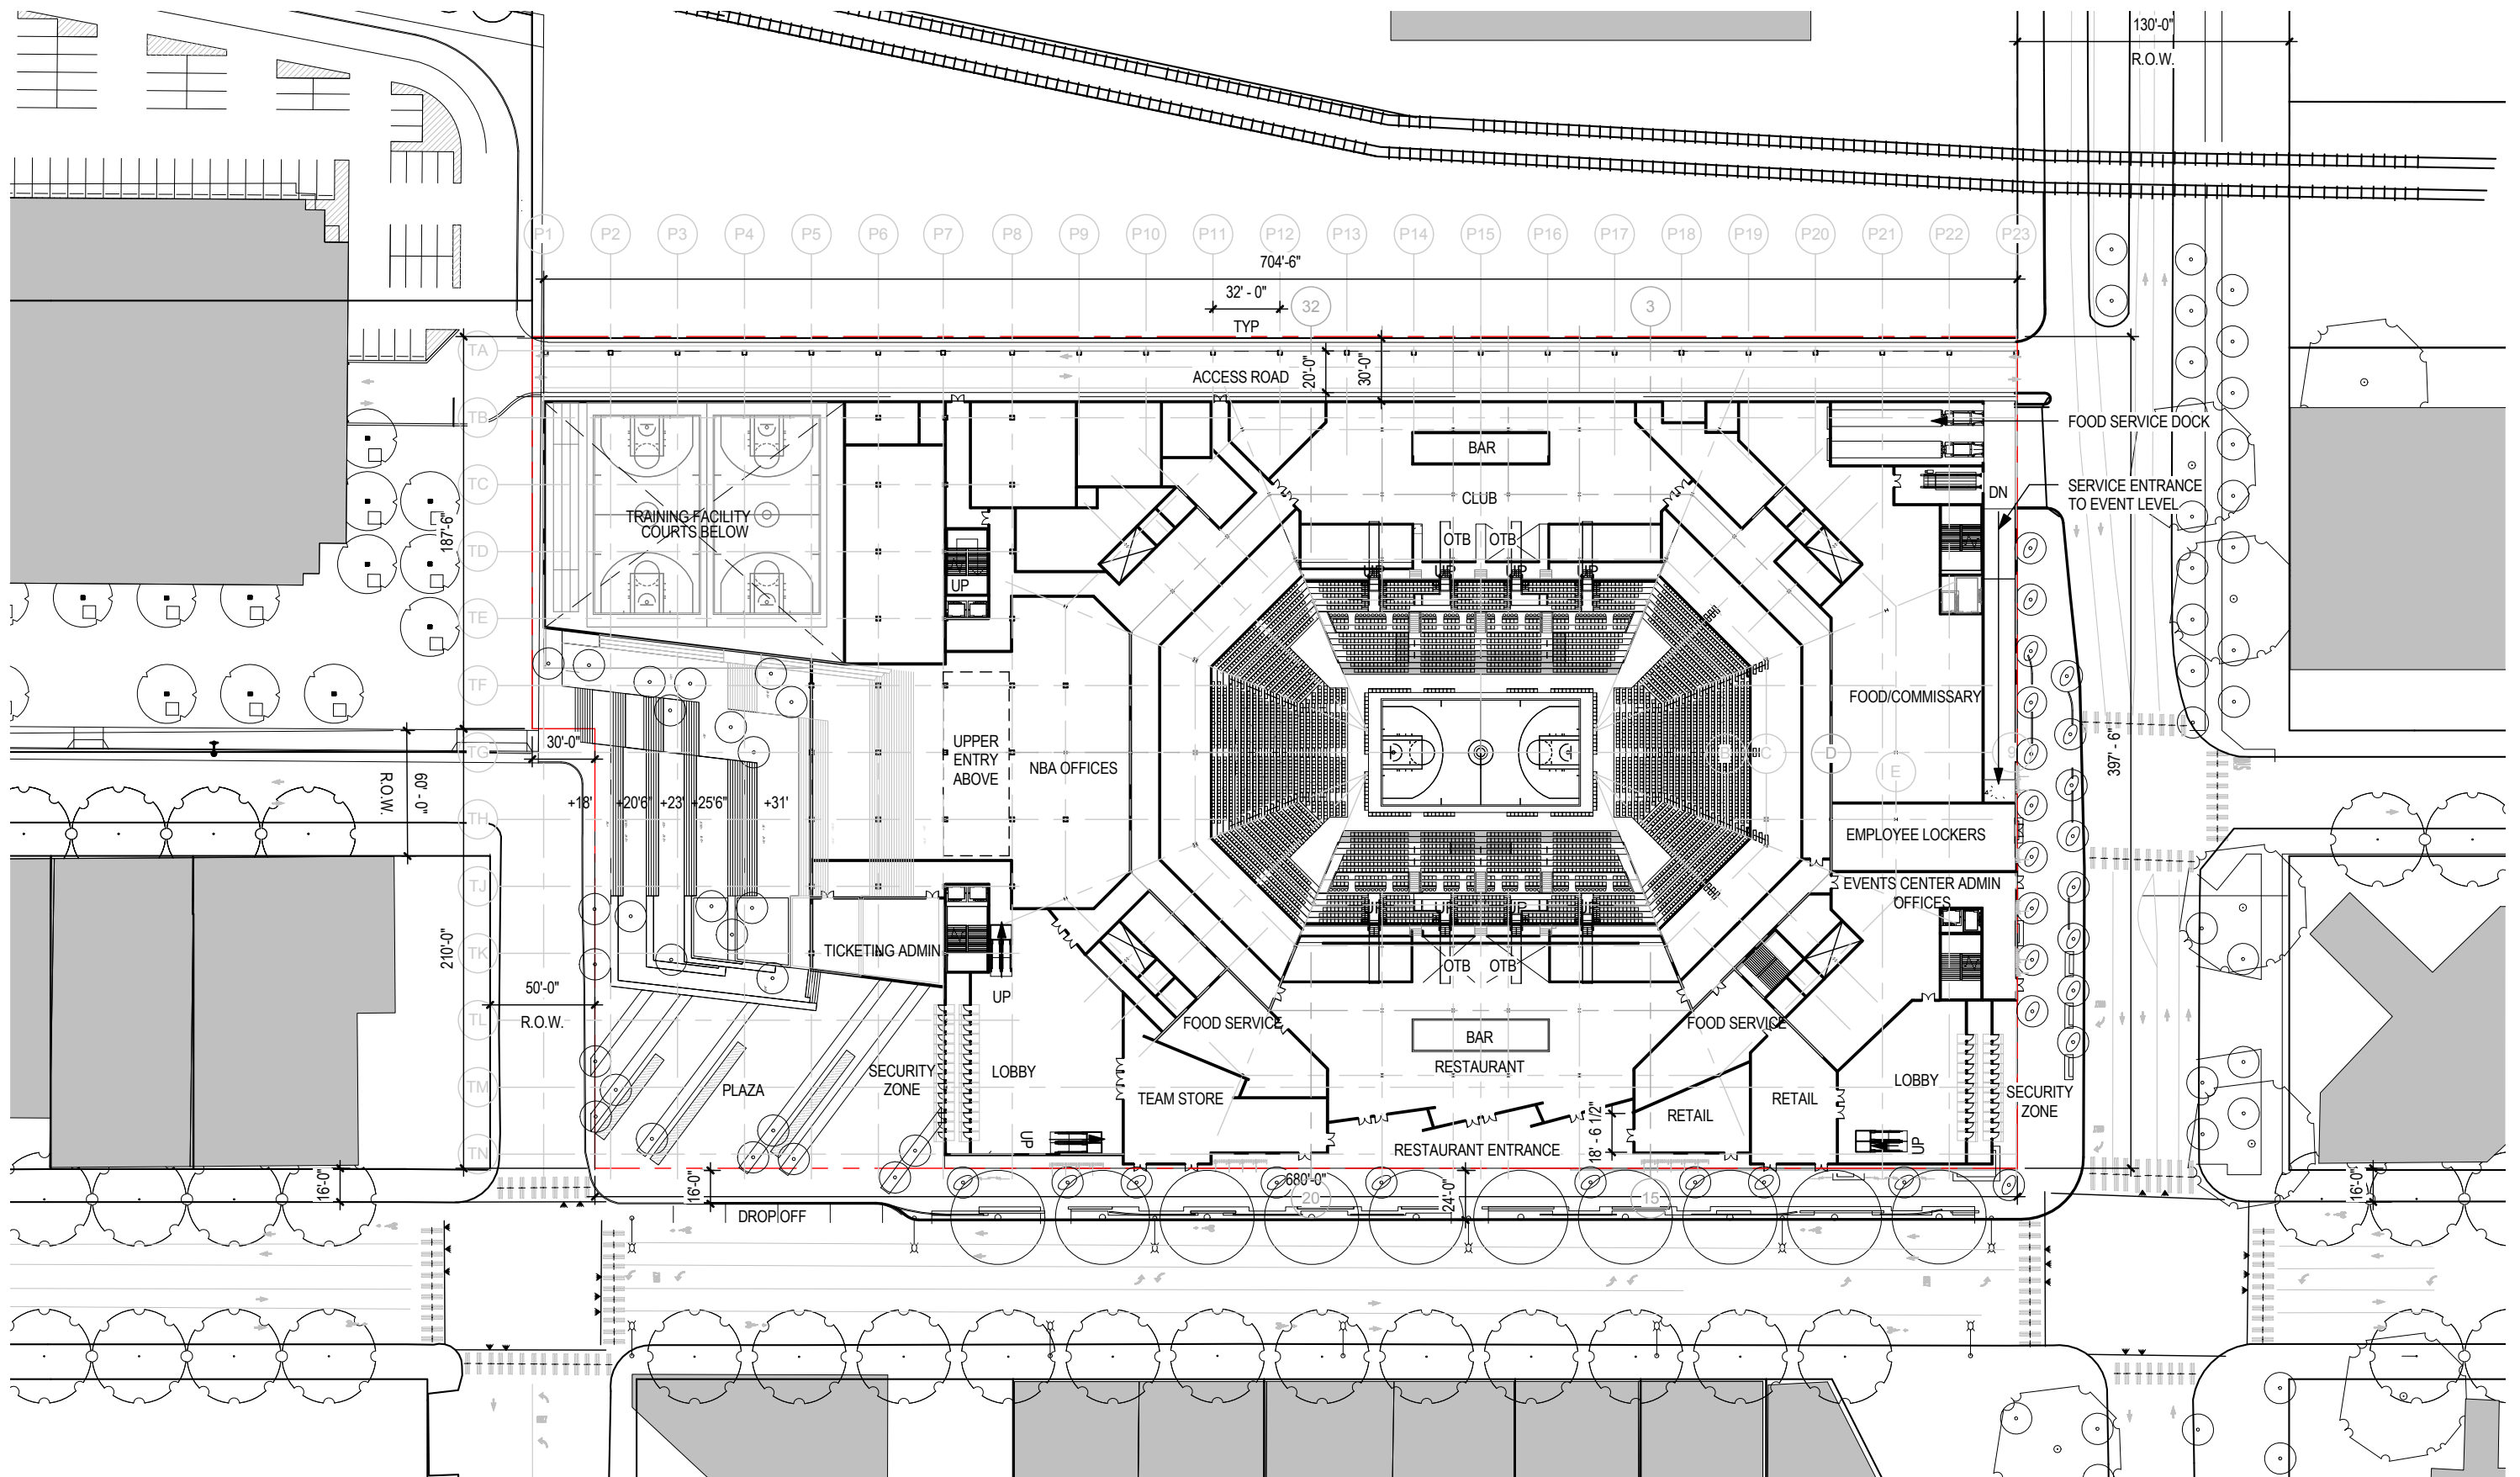 130'-0"
R.O.W.
P1
P2
P3
P4
P5
P6
P7
P8
P9
P10
P11
P12
P13
P14
P15
P16
P17
P18
P19
P20
P21
P22
P23
704'-6"
32' - 0"
TYP
32
3
TA
ACCESS ROAD
20'-0"
30'-0"
TB
FOOD SERVICE DOCK
BAR
TC
187'-6"
CLUB
DN
SERVICE ENTRANCE
TO EVENT LEVEL
TRAINING FACILITY
COURTS BELOW
TD
OTB
OTB
UP
UP
UP
UP
UP
TE
TF
FOOD/COMMISSARY
30'-0"
TG
UPPER
ENTRY
ABOVE
NBA OFFICES
B
C
D
E
9
397' - 6"
60' - 0"
R.O.W.
+18'
+20'6"
+23'
+25'6"
+31'
TH
EMPLOYEE LOCKERS
TJ
EVENTS CENTER ADMIN
OFFICES
UP
UP
UP
UP
210'-0"
TK
TICKETING ADMIN
OTB
OTB
50'-0"
R.O.W.
UP
TL
FOOD SERVICE
FOOD SERVICE
BAR
RESTAURANT
SECURITY
ZONE
LOBBY
LOBBY
TM
PLAZA
TEAM STORE
RETAIL
RETAIL
SECURITY
ZONE
18' - 6 1/2"
UP
UP
TN
RESTAURANT ENTRANCE
16'-0"
16'-0"
680'-0"
24'-0"
16'-0"
20
15
DROP OFF